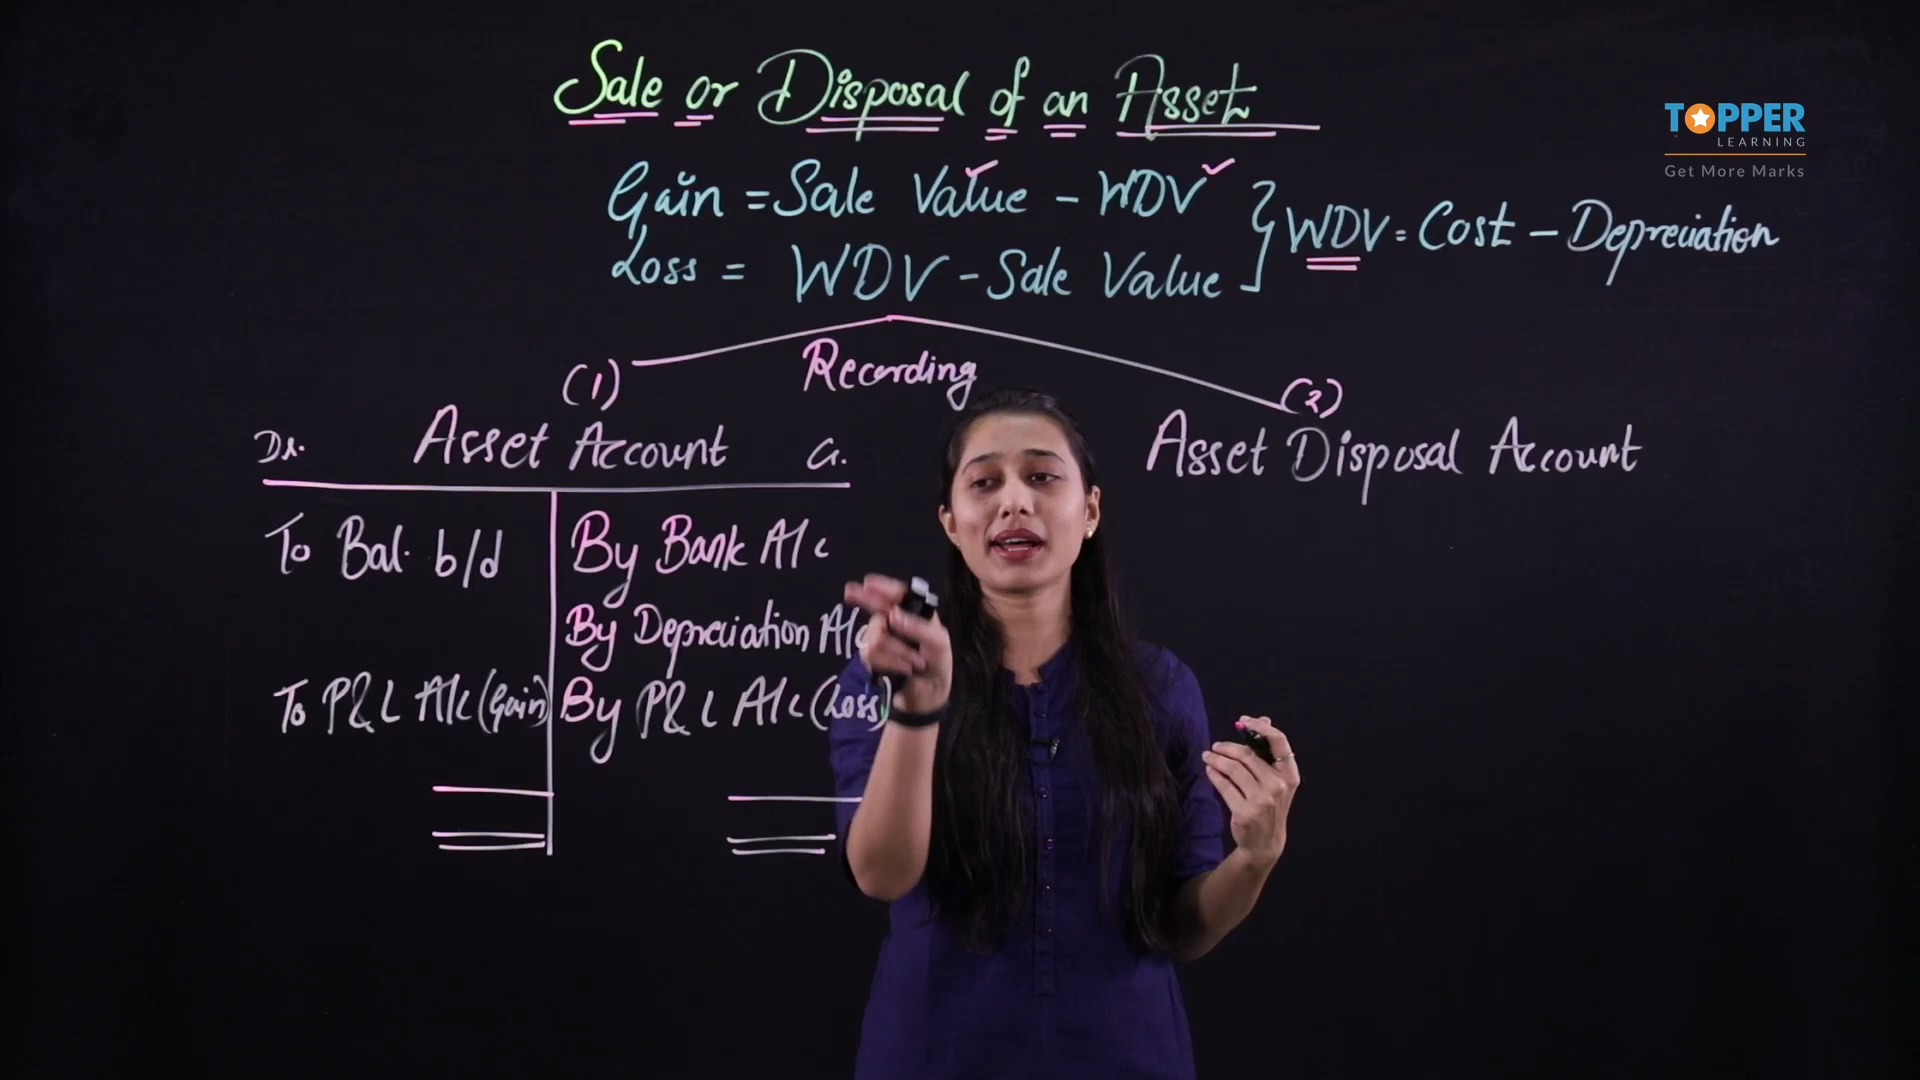 Sale or Disposal of an Asset
TOPPER
LEARNING
Get More Marks
Gain = Sale Value - WDV
Loss = WDV - Sale Value
WDV = Cost - Depreciation
Recording
(1)
(2)
Dr. Asset Account Cr.
Asset Disposal Account
To Bal. b/d
By Bank A/c
By Depreciation A/c
To P&L A/c (Gain)
By P&L A/c (Loss)